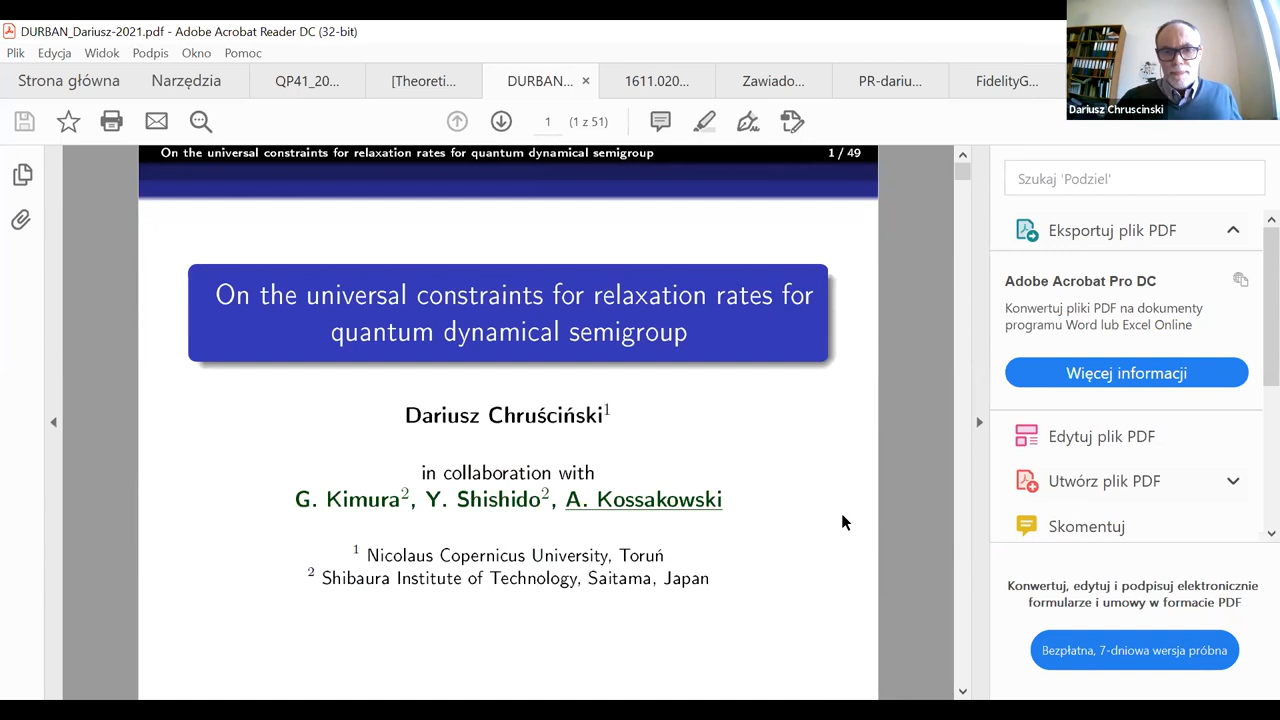 DURBAN_Dariusz-2021.pdf - Adobe Acrobat Reader DC (32-bit)
Plik Edycja Widok Podpis Okno Pomoc
Strona główna Narzędzia QP41_20... [Theoreti... DURBAN... × 1611.020... Zawiado... PR-dariu... FidelityG...
Dariusz Chruscinski
1 (1 z 51)
On the universal constraints for relaxation rates for quantum dynamical semigroup 1 / 49
On the universal constraints for relaxation rates for
quantum dynamical semigroup
Dariusz Chruściński¹
in collaboration with
G. Kimura², Y. Shishido², A. Kossakowski
¹ Nicolaus Copernicus University, Toruń
² Shibaura Institute of Technology, Saitama, Japan
Szukaj 'Podziel'
Eksportuj plik PDF
Adobe Acrobat Pro DC
Konwertuj pliki PDF na dokumenty
programu Word lub Excel Online
Więcej informacji
Edytuj plik PDF
Utwórz plik PDF
Skomentuj
Konwertuj, edytuj i podpisuj elektronicznie
formularze i umowy w formacie PDF
Bezpłatna, 7-dniowa wersja próbna